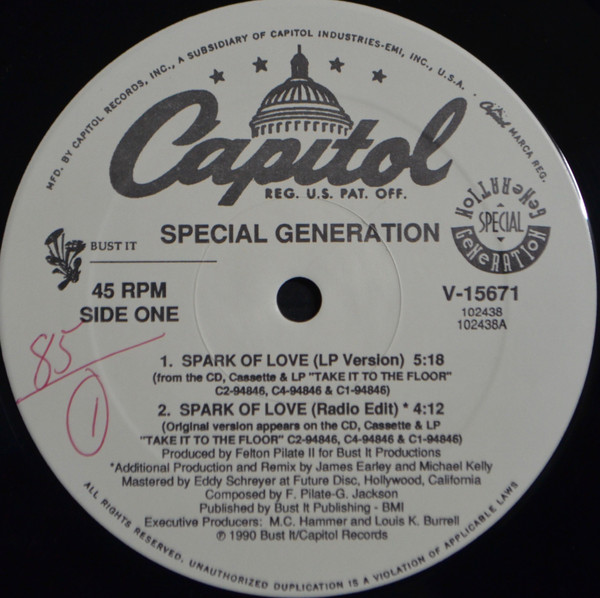 MFD. BY CAPITOL RECORDS, INC., A SUBSIDIARY OF CAPITOL INDUSTRIES-EMI, INC., U.S.A. · Capitol MARCA REG.
Capitol
REG. U.S. PAT. OFF.
SPECIAL GENERATION
BUST IT
GENERATION
SPECIAL
GENERATION
45 RPM
SIDE ONE
V-15671
102438
102438A
85
1
1. SPARK OF LOVE (LP Version) 5:18
(from the CD, Cassette & LP "TAKE IT TO THE FLOOR"
C2-94846, C4-94846 & C1-94846)
2. SPARK OF LOVE (Radio Edit) * 4:12
(Original version appears on the CD, Cassette & LP
"TAKE IT TO THE FLOOR" C2-94846, C4-94846 & C1-94846)
Produced by Felton Pilate II for Bust It Productions
*Additional Production and Remix by James Earley and Michael Kelly
Mastered by Eddy Schreyer at Future Disc, Hollywood, California
Composed by F. Pilate-G. Jackson
Published by Bust It Publishing - BMI
Executive Producers: M.C. Hammer and Louis K. Burrell
℗ 1990 Bust It/Capitol Records
ALL RIGHTS RESERVED. UNAUTHORIZED DUPLICATION IS A VIOLATION OF APPLICABLE LAWS